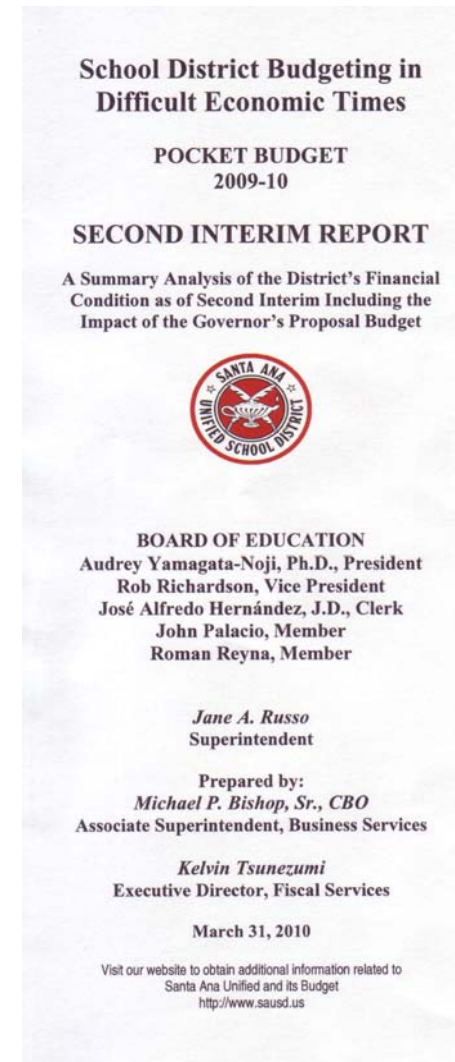 School District Budgeting in
Difficult Economic Times
POCKET BUDGET
2009-10
SECOND INTERIM REPORT
A Summary Analysis of the District's Financial
Condition as of Second Interim Including the
Impact of the Governor's Proposal Budget
SANTA ANA
UNIFIED SCHOOL DISTRICT
BOARD OF EDUCATION
Audrey Yamagata-Noji, Ph.D., President
Rob Richardson, Vice President
José Alfredo Hernández, J.D., Clerk
John Palacio, Member
Roman Reyna, Member
Jane A. Russo
Superintendent
Prepared by:
Michael P. Bishop, Sr., CBO
Associate Superintendent, Business Services
Kelvin Tsunezumi
Executive Director, Fiscal Services
March 31, 2010
Visit our website to obtain additional information related to
Santa Ana Unified and its Budget
http://www.sausd.us